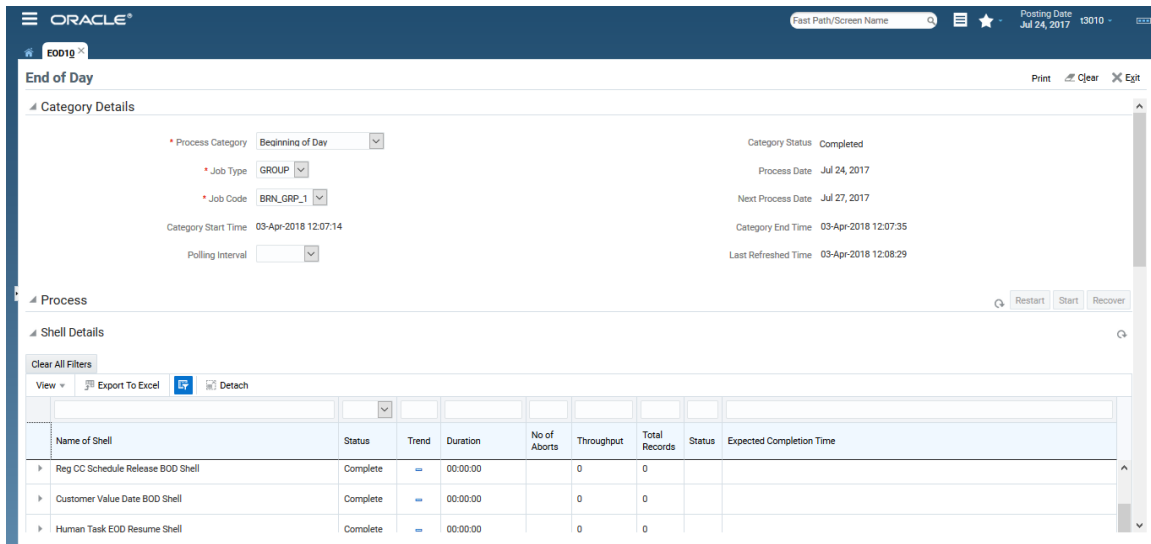 ORACLE®
Fast Path/Screen Name
Posting Date
Jul 24, 2017
t3010
EOD10
End of Day
Print Clear Exit
Category Details
* Process Category Beginning of Day Category Status Completed
* Job Type GROUP Process Date Jul 24, 2017
* Job Code BRN_GRP_1 Next Process Date Jul 27, 2017
Category Start Time 03-Apr-2018 12:07:14 Category End Time 03-Apr-2018 12:07:35
Polling Interval Last Refreshed Time 03-Apr-2018 12:08:29
Process Restart Start Recover
Shell Details
Clear All Filters
View Export To Excel Detach
Name of Shell Status Trend Duration No of Aborts Throughput Total Records Status Expected Completion Time
Reg CC Schedule Release BOD Shell Complete 00:00:00 0 0
Customer Value Date BOD Shell Complete 00:00:00 0 0
Human Task EOD Resume Shell Complete 00:00:00 0 0